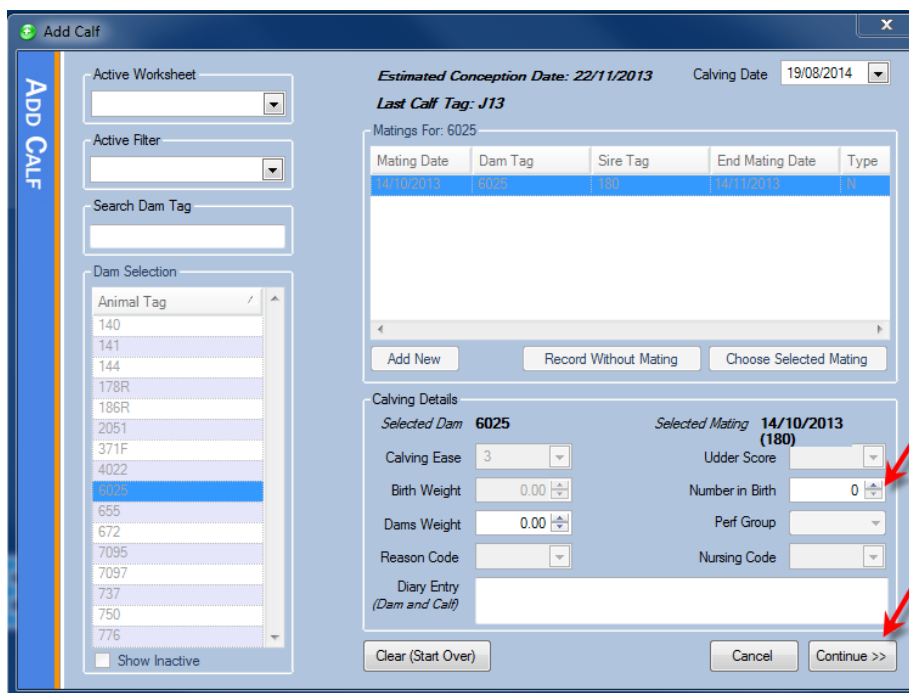 Add Calf
x
ADD CALF
Active Worksheet
Active Filter
Search Dam Tag
Dam Selection
Animal Tag
140
141
144
178R
186R
2051
371F
4022
6025
655
672
7095
7097
737
750
776
Show Inactive
Estimated Conception Date: 22/11/2013
Calving Date 19/08/2014
Last Calf Tag: J13
Matings For: 6025
Mating Date Dam Tag Sire Tag End Mating Date Type
14/10/2013 6025 180 14/11/2013 N
Add New Record Without Mating Choose Selected Mating
Calving Details
Selected Dam 6025 Selected Mating 14/10/2013
(180)
Calving Ease 3 Udder Score
Birth Weight 0.00 Number in Birth 0
Dams Weight 0.00 Perf Group
Reason Code Nursing Code
Diary Entry
(Dam and Calf)
Clear (Start Over) Cancel Continue >>